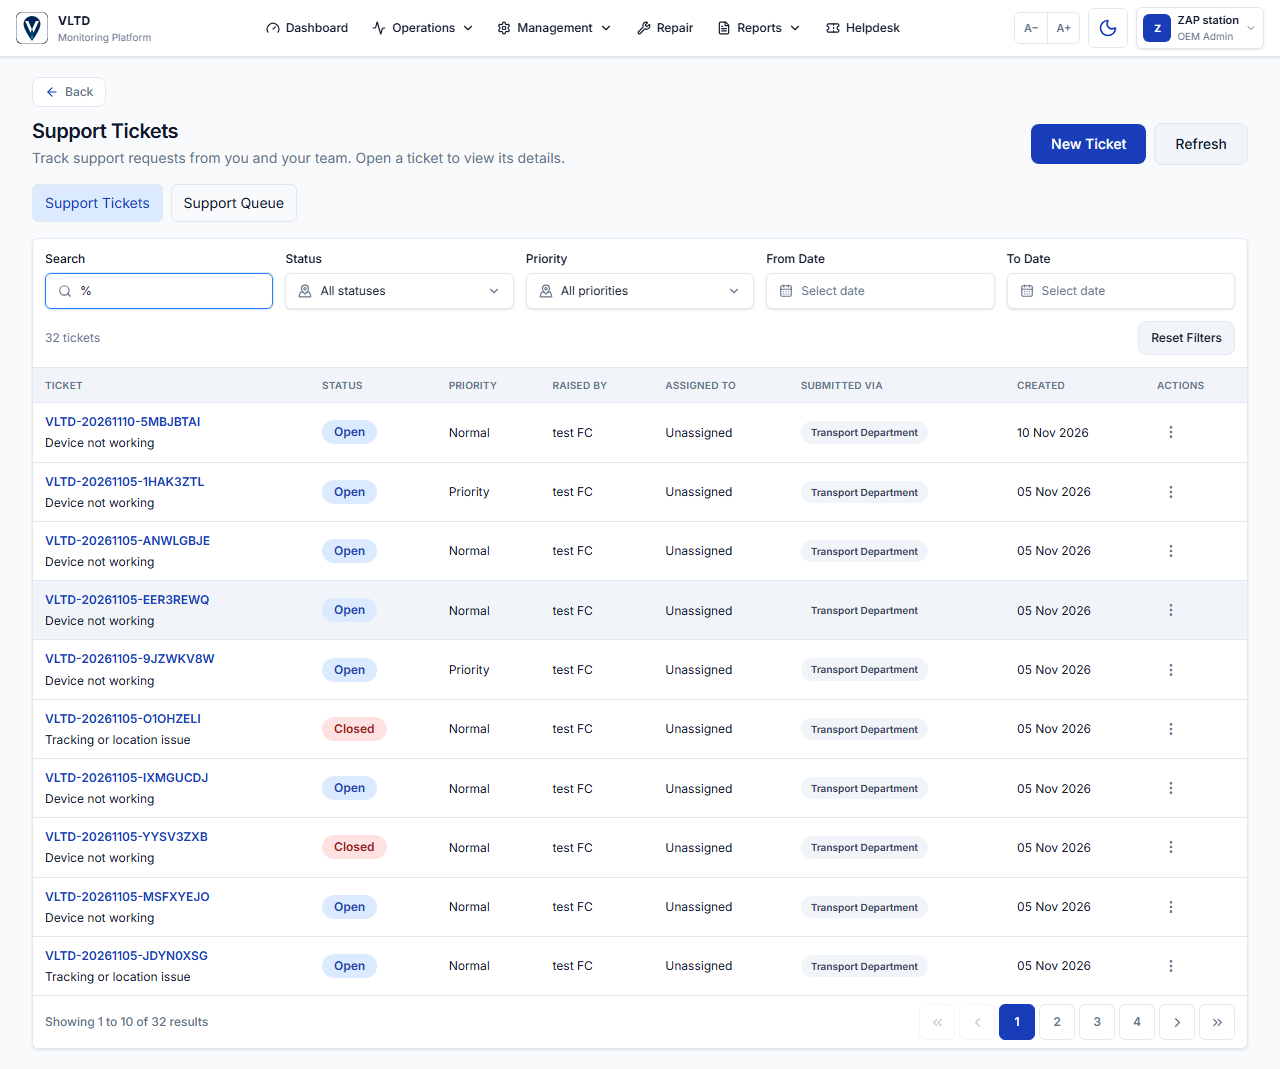 VLTD
Monitoring Platform
Dashboard
Operations
Management
Repair
Reports
Helpdesk
A−
A+
Z
ZAP station
OEM Admin
Back
Support Tickets
Track support requests from you and your team. Open a ticket to view its details.
New Ticket
Refresh
Support Tickets
Support Queue
Search
Status
Priority
From Date
To Date
%
All statuses
All priorities
Select date
Select date
32 tickets
Reset Filters
TICKET STATUS PRIORITY RAISED BY ASSIGNED TO SUBMITTED VIA CREATED ACTIONS
VLTD-20261110-5MBJBTAI
Device not working
Open Normal test FC Unassigned Transport Department 10 Nov 2026
VLTD-20261105-1HAK3ZTL
Device not working
Open Priority test FC Unassigned Transport Department 05 Nov 2026
VLTD-20261105-ANWLGBJE
Device not working
Open Normal test FC Unassigned Transport Department 05 Nov 2026
VLTD-20261105-EER3REWQ
Device not working
Open Normal test FC Unassigned Transport Department 05 Nov 2026
VLTD-20261105-9JZWKV8W
Device not working
Open Priority test FC Unassigned Transport Department 05 Nov 2026
VLTD-20261105-O1OHZELI
Tracking or location issue
Closed Normal test FC Unassigned Transport Department 05 Nov 2026
VLTD-20261105-IXMGUCDJ
Device not working
Open Normal test FC Unassigned Transport Department 05 Nov 2026
VLTD-20261105-YYSV3ZXB
Device not working
Closed Normal test FC Unassigned Transport Department 05 Nov 2026
VLTD-20261105-MSFXYEJO
Device not working
Open Normal test FC Unassigned Transport Department 05 Nov 2026
VLTD-20261105-JDYN0XSG
Tracking or location issue
Open Normal test FC Unassigned Transport Department 05 Nov 2026
Showing 1 to 10 of 32 results
« ‹ 1 2 3 4 › »